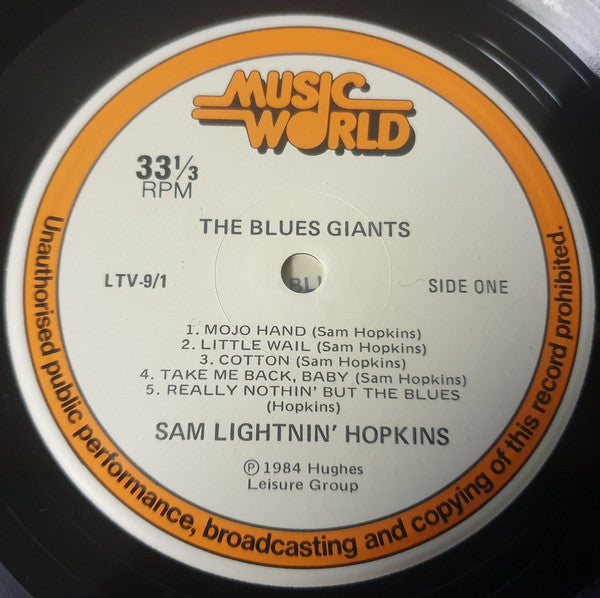 MUSIC
WORLD
33⅓
RPM
THE BLUES GIANTS
LTV-9/1
SIDE ONE
1. MOJO HAND (Sam Hopkins)
2. LITTLE WAIL (Sam Hopkins)
3. COTTON (Sam Hopkins)
4. TAKE ME BACK, BABY (Sam Hopkins)
5. REALLY NOTHIN' BUT THE BLUES
(Hopkins)
SAM LIGHTNIN' HOPKINS
℗ 1984 Hughes
Leisure Group
Unauthorised public performance, broadcasting and copying of this record prohibited.